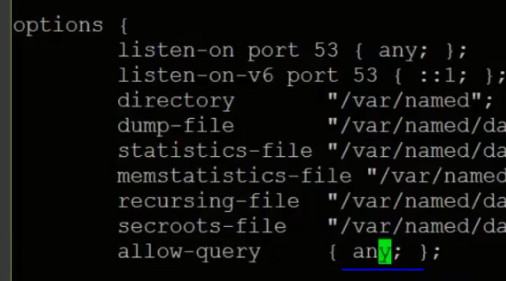 options {
listen-on port 53 { any; };
listen-on-v6 port 53 { ::1; };
directory "/var/named";
dump-file "/var/named/da
statistics-file "/var/named/da
memstatistics-file "/var/named
recursing-file "/var/named/da
secroots-file "/var/named/da
allow-query { any; };